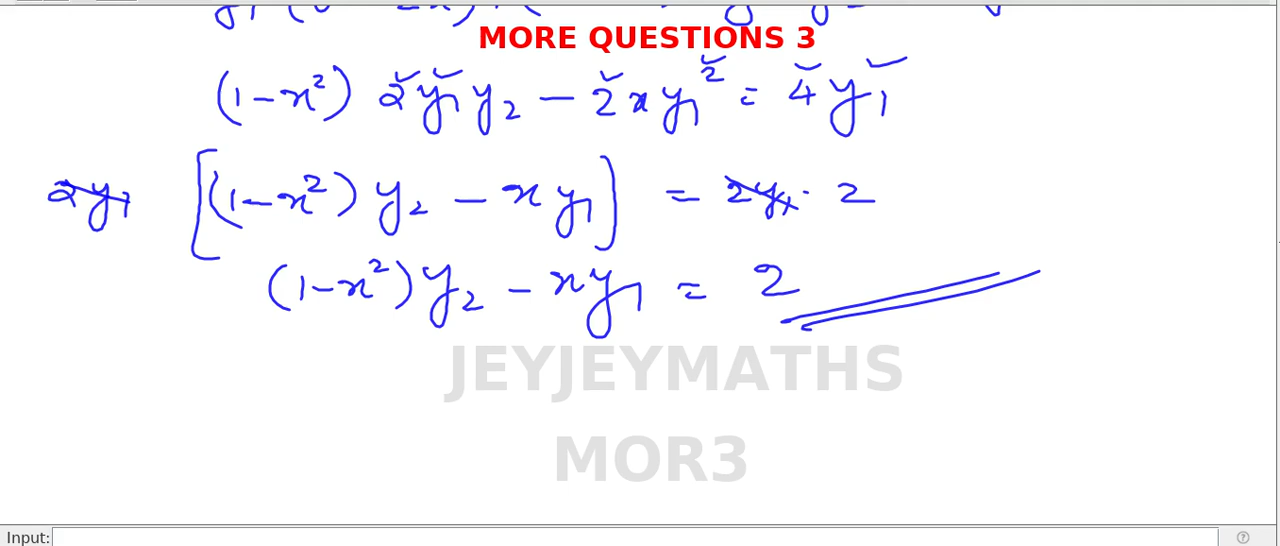 MORE QUESTIONS 3
(1-x²) 2y₁y₂ - 2xy₁² = 4y₁
2y₁ [(1-x²) y₂ - xy₁] = 2y₁. 2
(1-x²)y₂ - xy₁ = 2
JEYJEYMATHS
MOR3
Input: